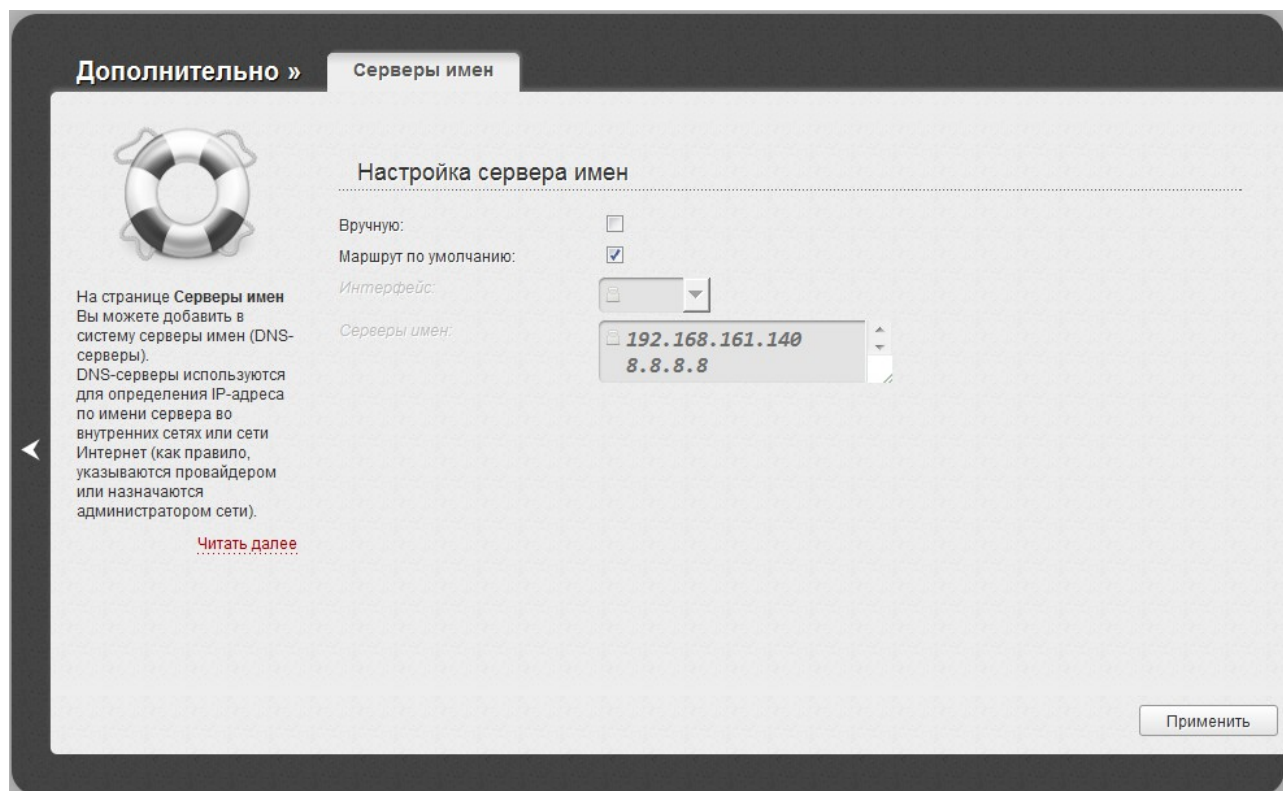 Дополнительно »
Серверы имен
На странице Серверы имен
Вы можете добавить в
систему серверы имен (DNS-
серверы).
DNS-серверы используются
для определения IP-адреса
по имени сервера во
внутренних сетях или сети
Интернет (как правило,
указываются провайдером
или назначаются
администратором сети).
Читать далее
Настройка сервера имен
Вручную:
Маршрут по умолчанию:
Интерфейс:
Серверы имен:
192.168.161.140
8.8.8.8
Применить